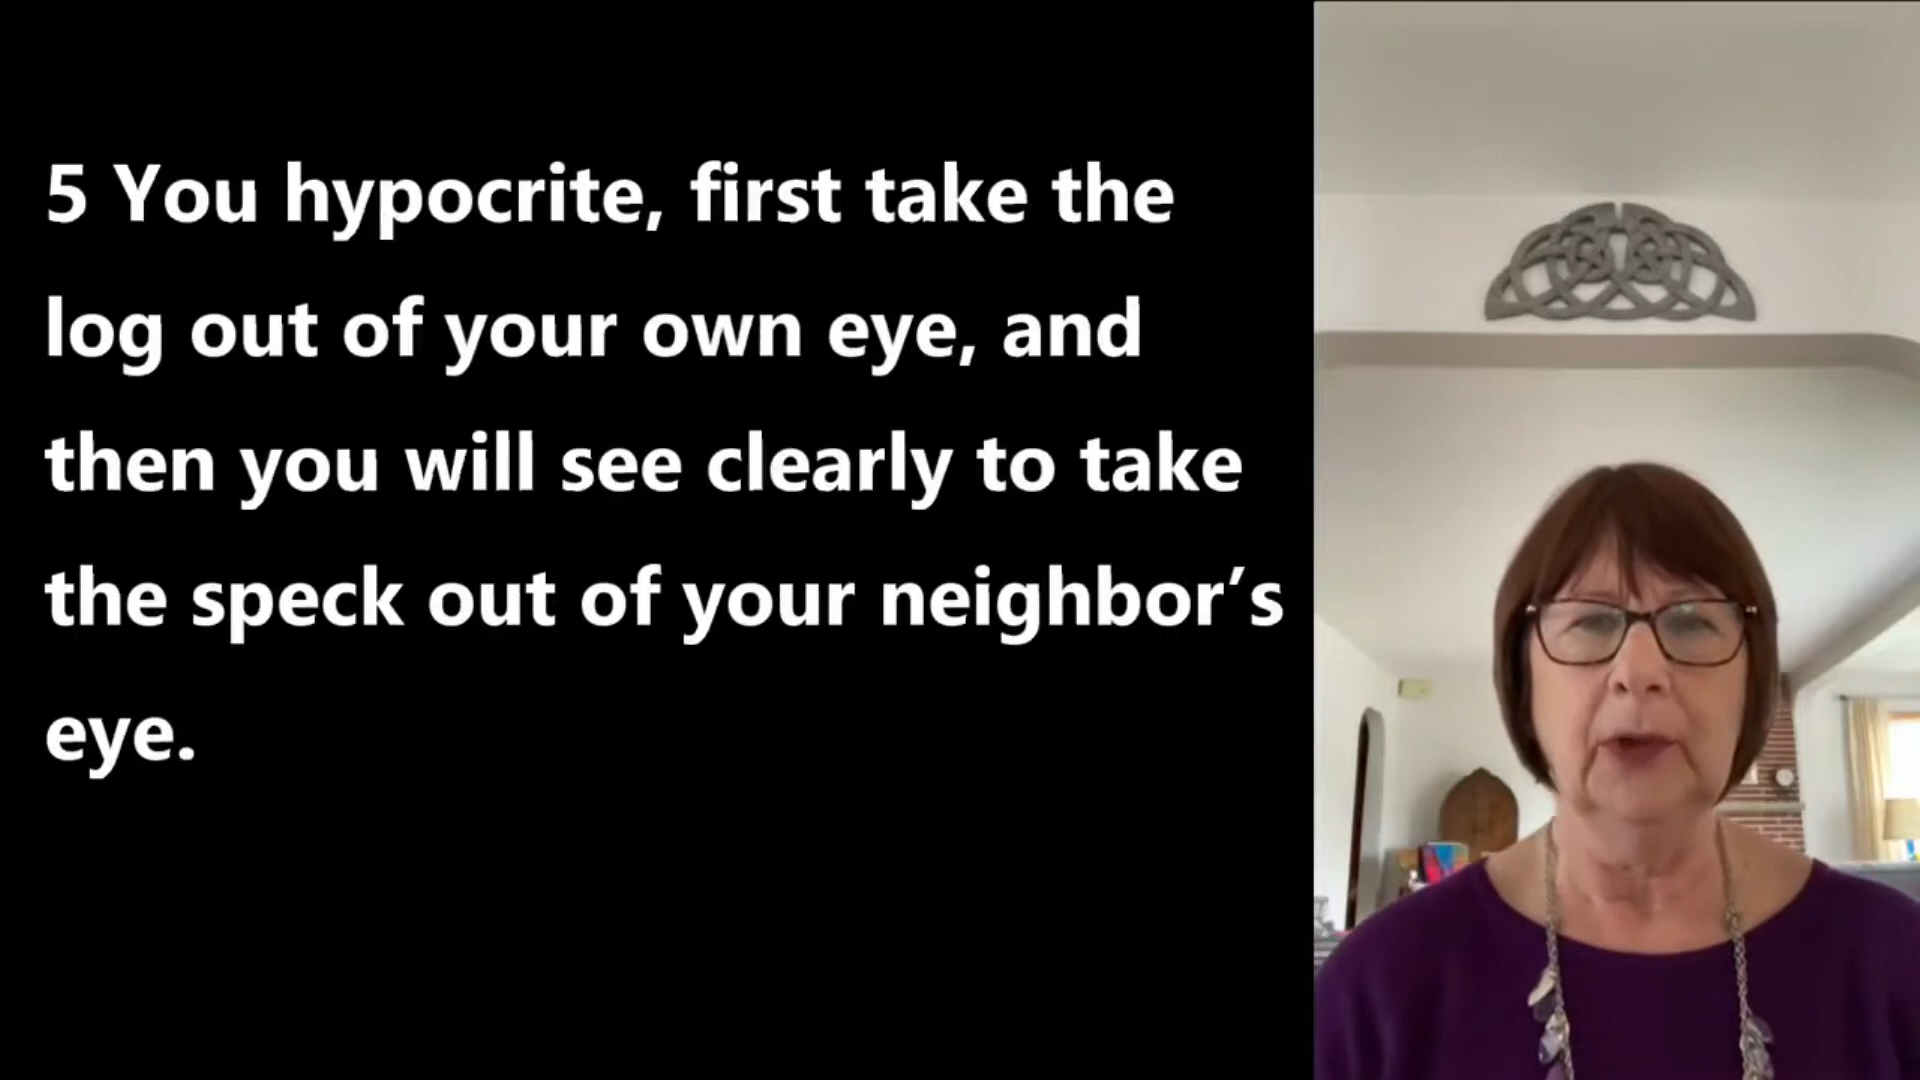 5 You hypocrite, first take the
log out of your own eye, and
then you will see clearly to take
the speck out of your neighbor’s
eye.